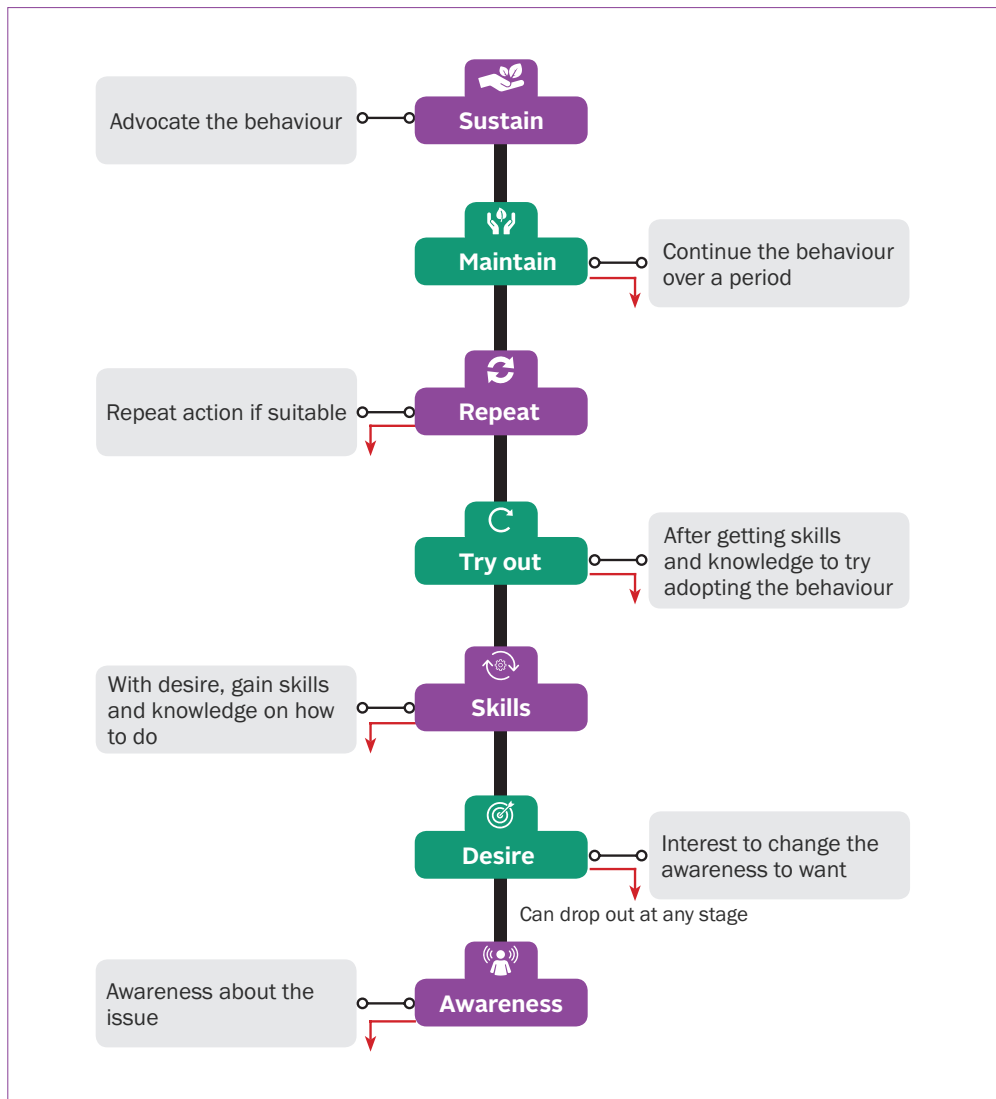 Sustain
Advocate the behaviour
Maintain
Continue the behaviour
over a period
Repeat
Repeat action if suitable
Try out
After getting skills
and knowledge to try
adopting the behaviour
Skills
With desire, gain skills
and knowledge on how
to do
Desire
Interest to change the
awareness to want
Can drop out at any stage
Awareness
Awareness about the
issue